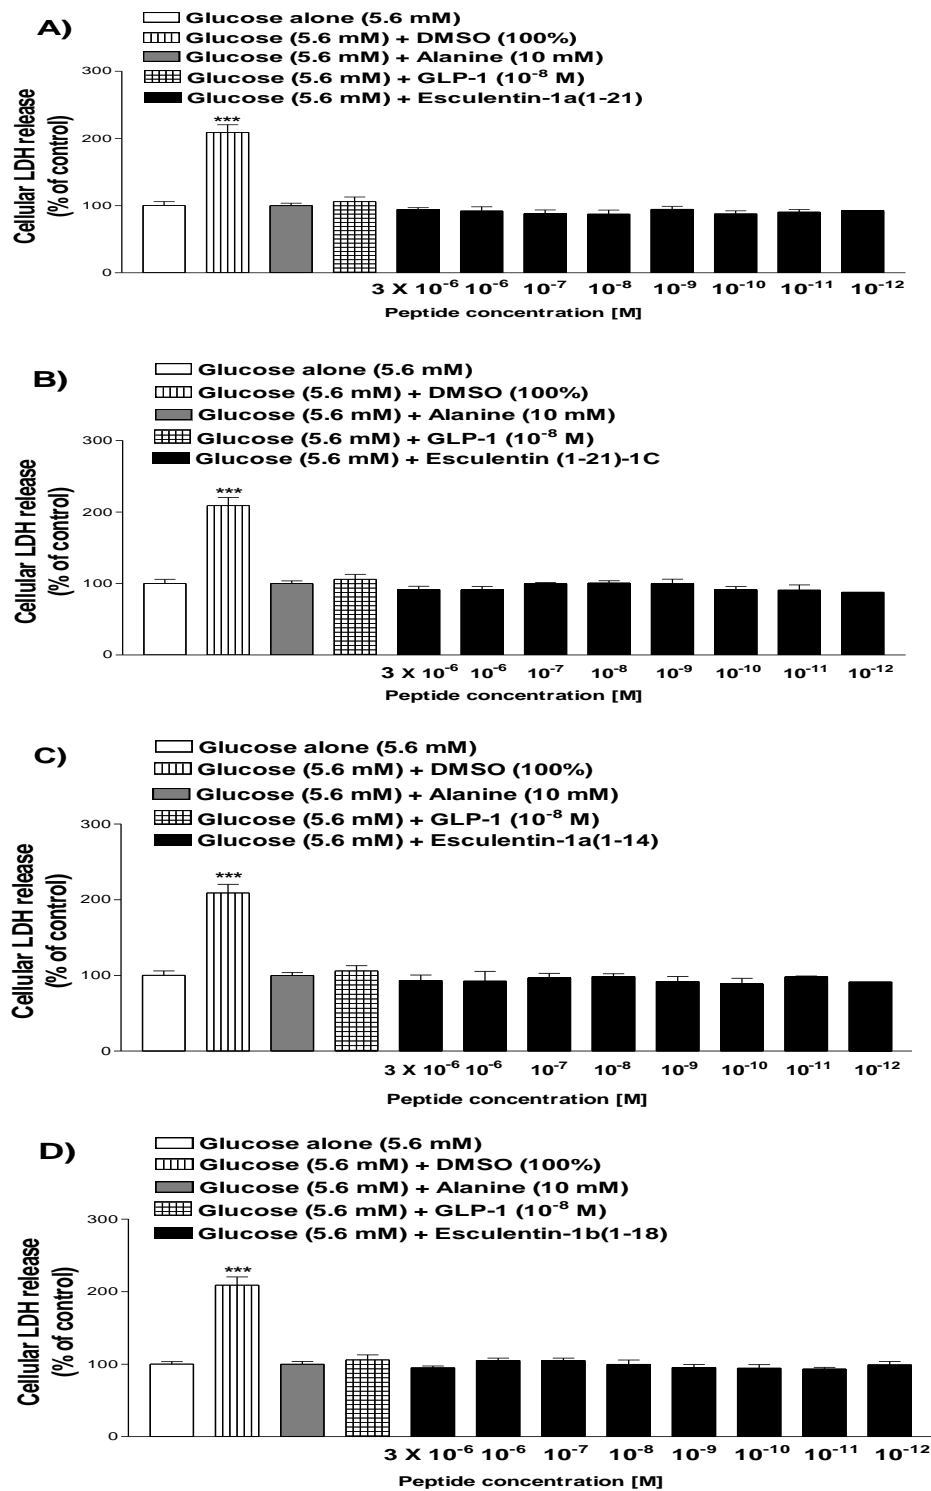 A)
Glucose alone (5.6 mM)
Glucose (5.6 mM) + DMSO (100%)
Glucose (5.6 mM) + Alanine (10 mM)
Glucose (5.6 mM) + GLP-1 (10⁻⁸ M)
Glucose (5.6 mM) + Esculentin-1a(1-21)
Cellular LDH release
(% of control)
300
200
100
0
***
3 X 10⁻⁶ 10⁻⁶ 10⁻⁷ 10⁻⁸ 10⁻⁹ 10⁻¹⁰ 10⁻¹¹ 10⁻¹²
Peptide concentration [M]
B)
Glucose alone (5.6 mM)
Glucose (5.6 mM) + DMSO (100%)
Glucose (5.6 mM) + Alanine (10 mM)
Glucose (5.6 mM) + GLP-1 (10⁻⁸ M)
Glucose (5.6 mM) + Esculentin (1-21)-1C
Cellular LDH release
(% of control)
300
200
100
0
***
3 X 10⁻⁶ 10⁻⁶ 10⁻⁷ 10⁻⁸ 10⁻⁹ 10⁻¹⁰ 10⁻¹¹ 10⁻¹²
Peptide concentration [M]
C)
Glucose alone (5.6 mM)
Glucose (5.6 mM) + DMSO (100%)
Glucose (5.6 mM) + Alanine (10 mM)
Glucose (5.6 mM) + GLP-1 (10⁻⁸ M)
Glucose (5.6 mM) + Esculentin-1a(1-14)
Cellular LDH release
(% of control)
300
200
100
0
***
3 X 10⁻⁶ 10⁻⁶ 10⁻⁷ 10⁻⁸ 10⁻⁹ 10⁻¹⁰ 10⁻¹¹ 10⁻¹²
Peptide concentration [M]
D)
Glucose alone (5.6 mM)
Glucose (5.6 mM) + DMSO (100%)
Glucose (5.6 mM) + Alanine (10 mM)
Glucose (5.6 mM) + GLP-1 (10⁻⁸ M)
Glucose (5.6 mM) + Esculentin-1b(1-18)
Cellular LDH release
(% of control)
300
200
100
0
***
3 X 10⁻⁶ 10⁻⁶ 10⁻⁷ 10⁻⁸ 10⁻⁹ 10⁻¹⁰ 10⁻¹¹ 10⁻¹²
Peptide concentration [M]